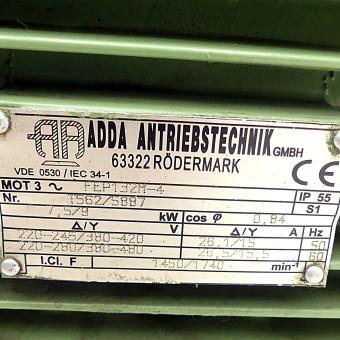 ADDA ANTRIEBSTECHNIK GMBH
63322 RÖDERMARK
VDE 0530 / IEC 34-1
CE
MOT 3 ~ FEP132M-4 IP 55
Nr. 1562/5887 S1
7,5/9 kW cos φ 0,84
Δ/Y V Δ/Y A Hz
220-245/380-420 26,1/15 50
220-280/380-480 26,5/15,5 60
I.Cl. F 1450/1740 min⁻¹